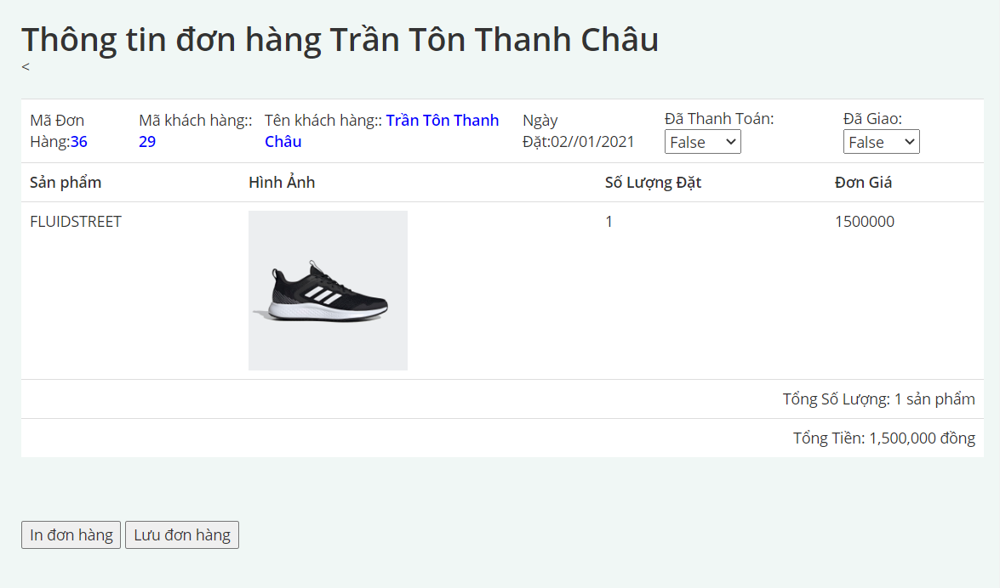 Thông tin đơn hàng Trần Tôn Thanh Châu
<
Mã Đơn Hàng:36
Mã khách hàng:: 29
Tên khách hàng:: Trần Tôn Thanh Châu
Ngày Đặt:02//01/2021
Đã Thanh Toán: False
Đã Giao: False
Sản phẩm Hình Ảnh Số Lượng Đặt Đơn Giá
FLUIDSTREET 1 1500000
Tổng Số Lượng: 1 sản phẩm
Tổng Tiền: 1,500,000 đồng
In đơn hàng Lưu đơn hàng